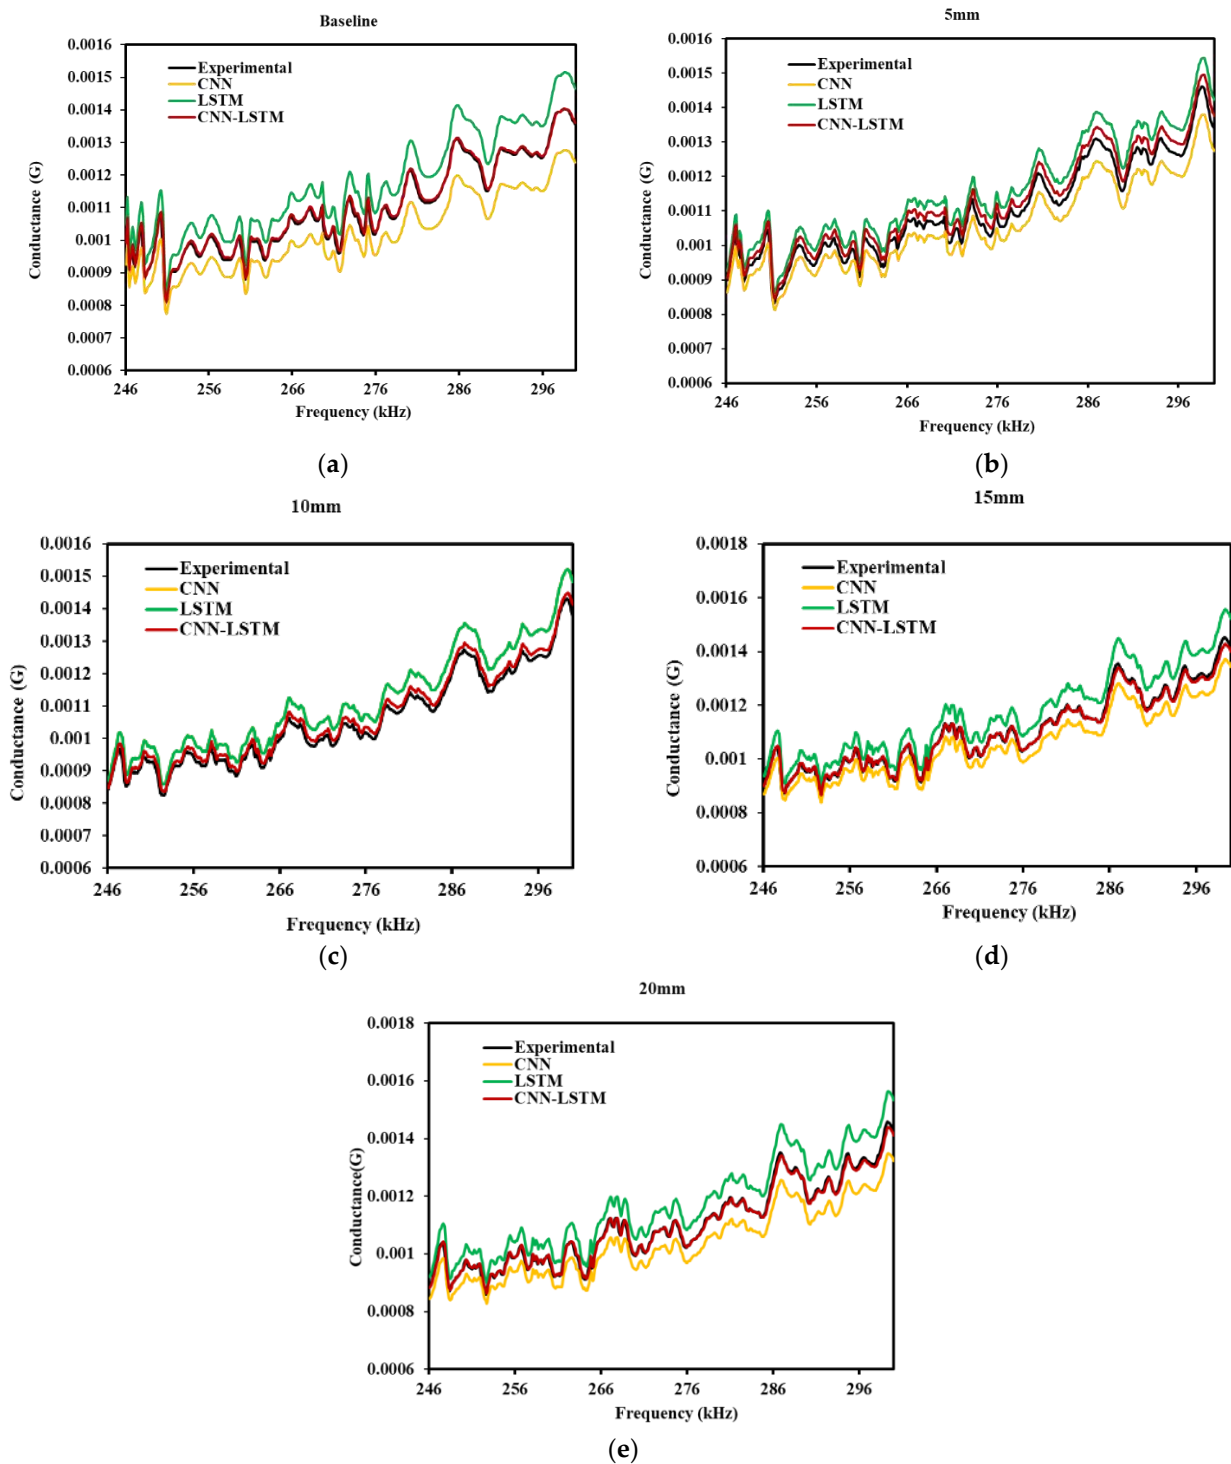 Baseline
0.0016
0.0015
0.0014
0.0013
0.0012
0.0011
0.001
0.0009
0.0008
0.0007
0.0006
Conductance (G)
Experimental
CNN
LSTM
CNN-LSTM
246 256 266 276 286 296
Frequency (kHz)
(a)
5mm
0.0016
0.0015
0.0014
0.0013
0.0012
0.0011
0.001
0.0009
0.0008
0.0007
0.0006
Conductance (G)
Experimental
CNN
LSTM
CNN-LSTM
246 256 266 276 286 296
Frequency (kHz)
(b)
10mm
0.0016
0.0015
0.0014
0.0013
0.0012
0.0011
0.001
0.0009
0.0008
0.0007
0.0006
Conductance (G)
Experimental
CNN
LSTM
CNN-LSTM
246 256 266 276 286 296
Frequency (kHz)
(c)
15mm
0.0018
0.0016
0.0014
0.0012
0.001
0.0008
0.0006
Conductance (G)
Experimental
CNN
LSTM
CNN-LSTM
246 256 266 276 286 296
Frequency (kHz)
(d)
20mm
0.0018
0.0016
0.0014
0.0012
0.001
0.0008
0.0006
Conductance(G)
Experimental
CNN
LSTM
CNN-LSTM
246 256 266 276 286 296
Frequency (kHz)
(e)